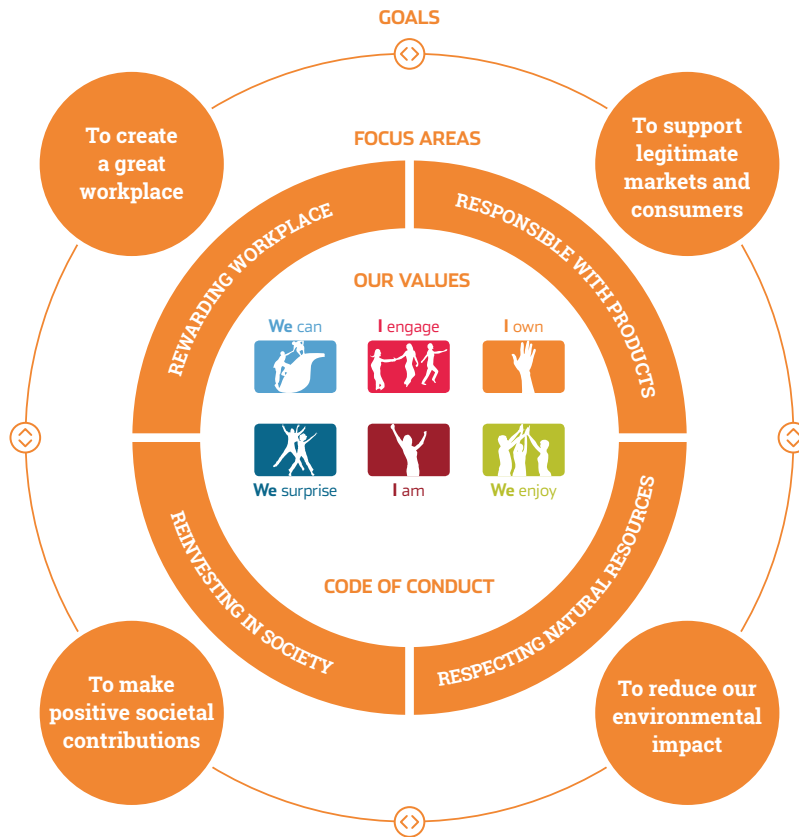 GOALS
To create
a great
workplace
To support
legitimate
markets and
consumers
FOCUS AREAS
REWARDING WORKPLACE
RESPONSIBLE WITH PRODUCTS
OUR VALUES
We can
I engage
I own
We surprise
I am
We enjoy
CODE OF CONDUCT
REINVESTING IN SOCIETY
RESPECTING NATURAL RESOURCES
To make
positive societal
contributions
To reduce our
environmental
impact